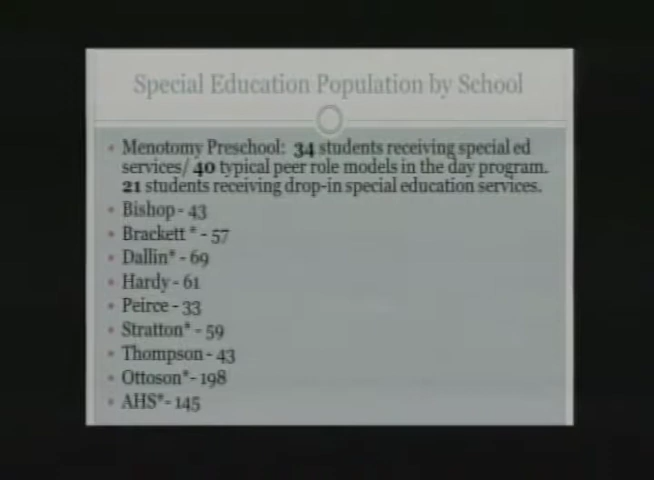 Special Education Population by School
• Menotomy Preschool: 34 students receiving special ed
services/ 40 typical peer role models in the day program.
21 students receiving drop-in special education services.
• Bishop - 43
• Brackett * - 57
• Dallin* - 69
• Hardy - 61
• Peirce - 33
• Stratton* - 59
• Thompson - 43
• Ottoson*- 198
• AHS*- 145